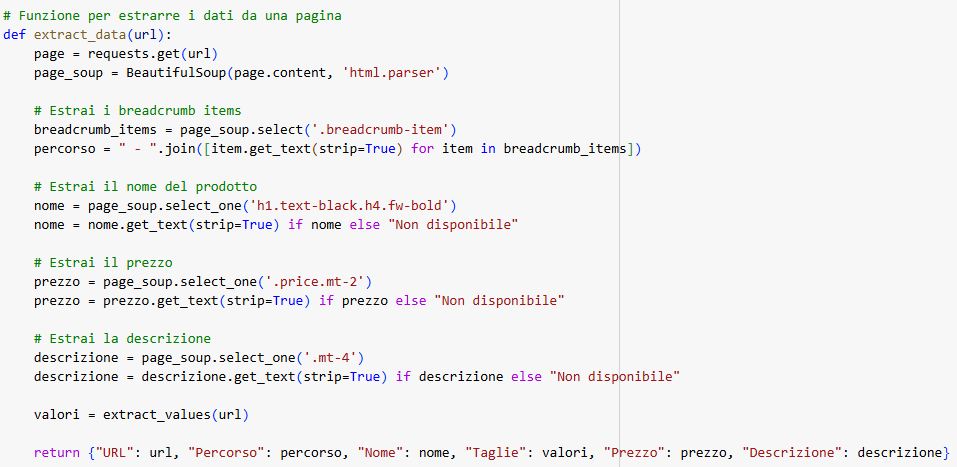 # Funzione per estrarre i dati da una pagina
def extract_data(url):
    page = requests.get(url)
    page_soup = BeautifulSoup(page.content, 'html.parser')

    # Estrai i breadcrumb items
    breadcrumb_items = page_soup.select('.breadcrumb-item')
    percorso = " - ".join([item.get_text(strip=True) for item in breadcrumb_items])

    # Estrai il nome del prodotto
    nome = page_soup.select_one('h1.text-black.h4.fw-bold')
    nome = nome.get_text(strip=True) if nome else "Non disponibile"

    # Estrai il prezzo
    prezzo = page_soup.select_one('.price.mt-2')
    prezzo = prezzo.get_text(strip=True) if prezzo else "Non disponibile"

    # Estrai la descrizione
    descrizione = page_soup.select_one('.mt-4')
    descrizione = descrizione.get_text(strip=True) if descrizione else "Non disponibile"

    valori = extract_values(url)

    return {"URL": url, "Percorso": percorso, "Nome": nome, "Taglie": valori, "Prezzo": prezzo, "Descrizione": descrizione}